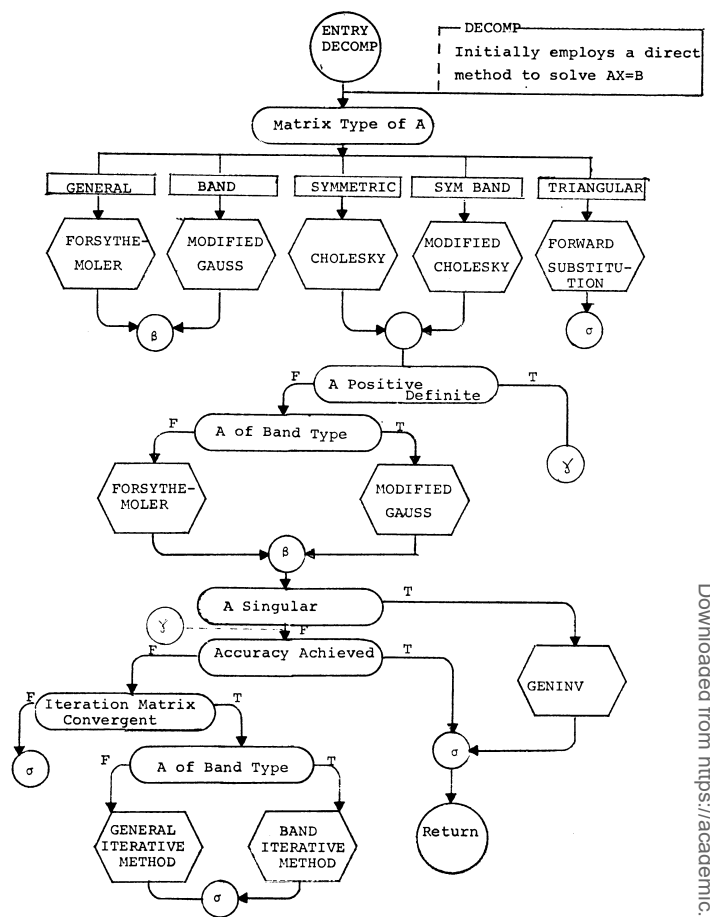 ENTRY
DECOMP
DECOMP
Initially employs a direct
method to solve AX=B
Matrix Type of A
GENERAL
BAND
SYMMETRIC
SYM BAND
TRIANGULAR
FORSYTHE-
MOLER
MODIFIED
GAUSS
CHOLESKY
MODIFIED
CHOLESKY
FORWARD
SUBSTITU-
TION
β
σ
F
A Positive
Definite
T
F
A of Band Type
T
γ
FORSYTHE-
MOLER
MODIFIED
GAUSS
β
A Singular
T
γ
F
F
Accuracy Achieved
T
GENINV
F
Iteration Matrix
Convergent
T
σ
σ
F
A of Band Type
T
GENERAL
ITERATIVE
METHOD
BAND
ITERATIVE
METHOD
Return
σ
Downloaded from https://academic.